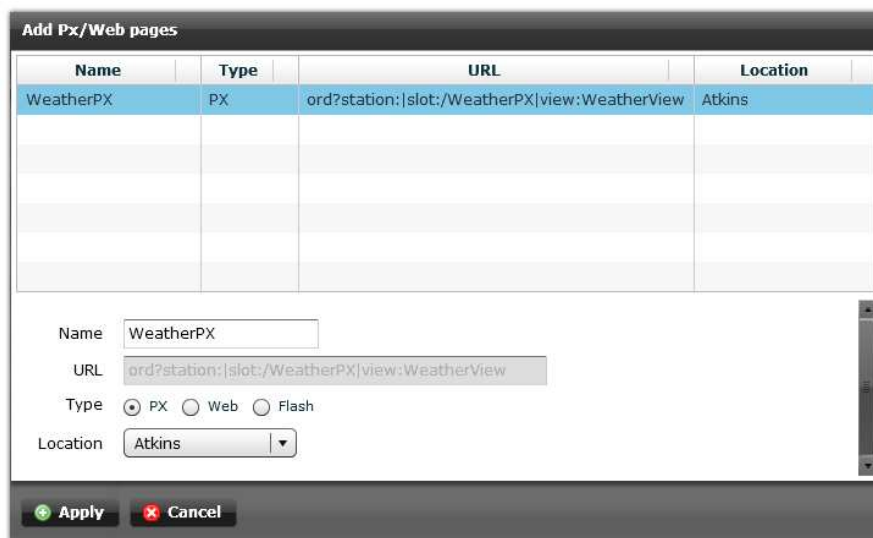 Add Px/Web pages
Name Type URL Location
WeatherPX PX ord?station:|slot:/WeatherPX|view:WeatherView Atkins
Name WeatherPX
URL ord?station:|slot:/WeatherPX|view:WeatherView
Type PX Web Flash
Location Atkins
Apply Cancel